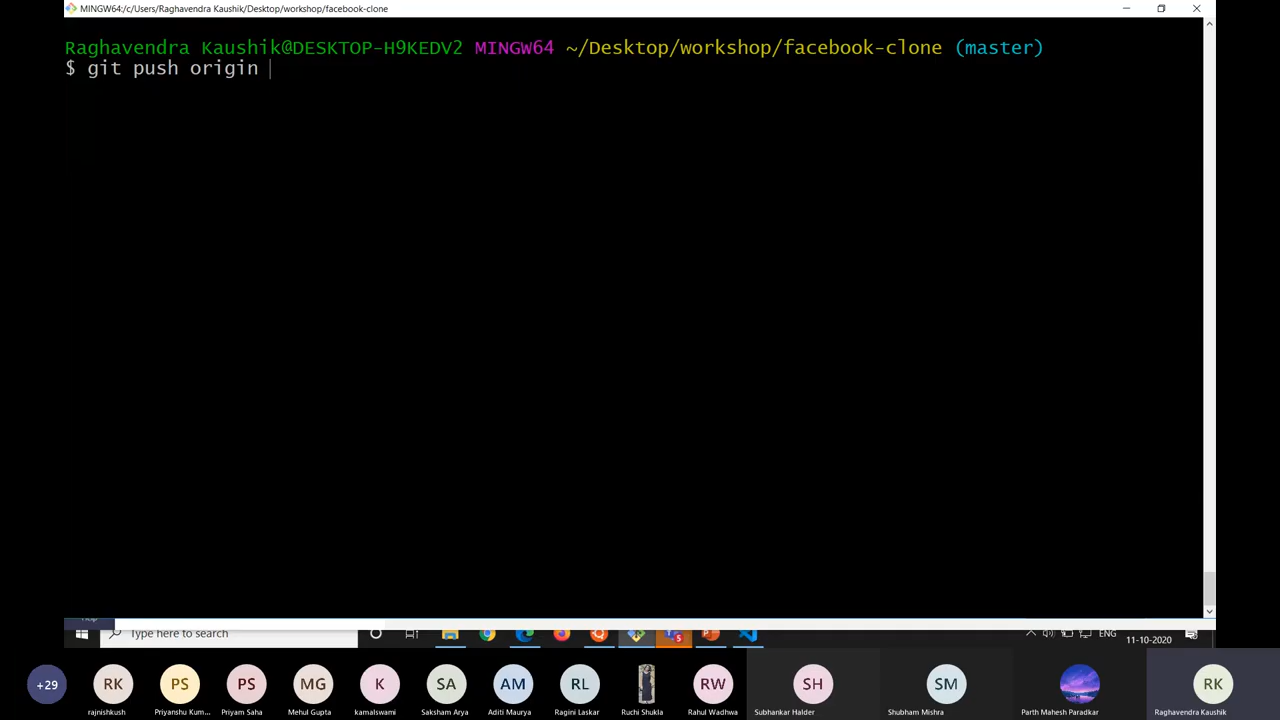 MINGW64:/c/Users/Raghavendra Kaushik/Desktop/workshop/facebook-clone
Raghavendra Kaushik@DESKTOP-H9KEDV2 MINGW64 ~/Desktop/workshop/facebook-clone (master)
$ git push origin
Type here to search
5
ENG
11-10-2020
+29
RK
PS
PS
MG
K
SA
AM
RL
RW
SH
SM
RK
rajnishkush
Priyanshu Kum...
Priyam Saha
Mehul Gupta
kamalswami
Saksham Arya
Aditi Maurya
Ragini Laskar
Ruchi Shukla
Rahul Wadhwa
Subhankar Halder
Shubham Mishra
Parth Mahesh Paradkar
Raghavendra Kaushik